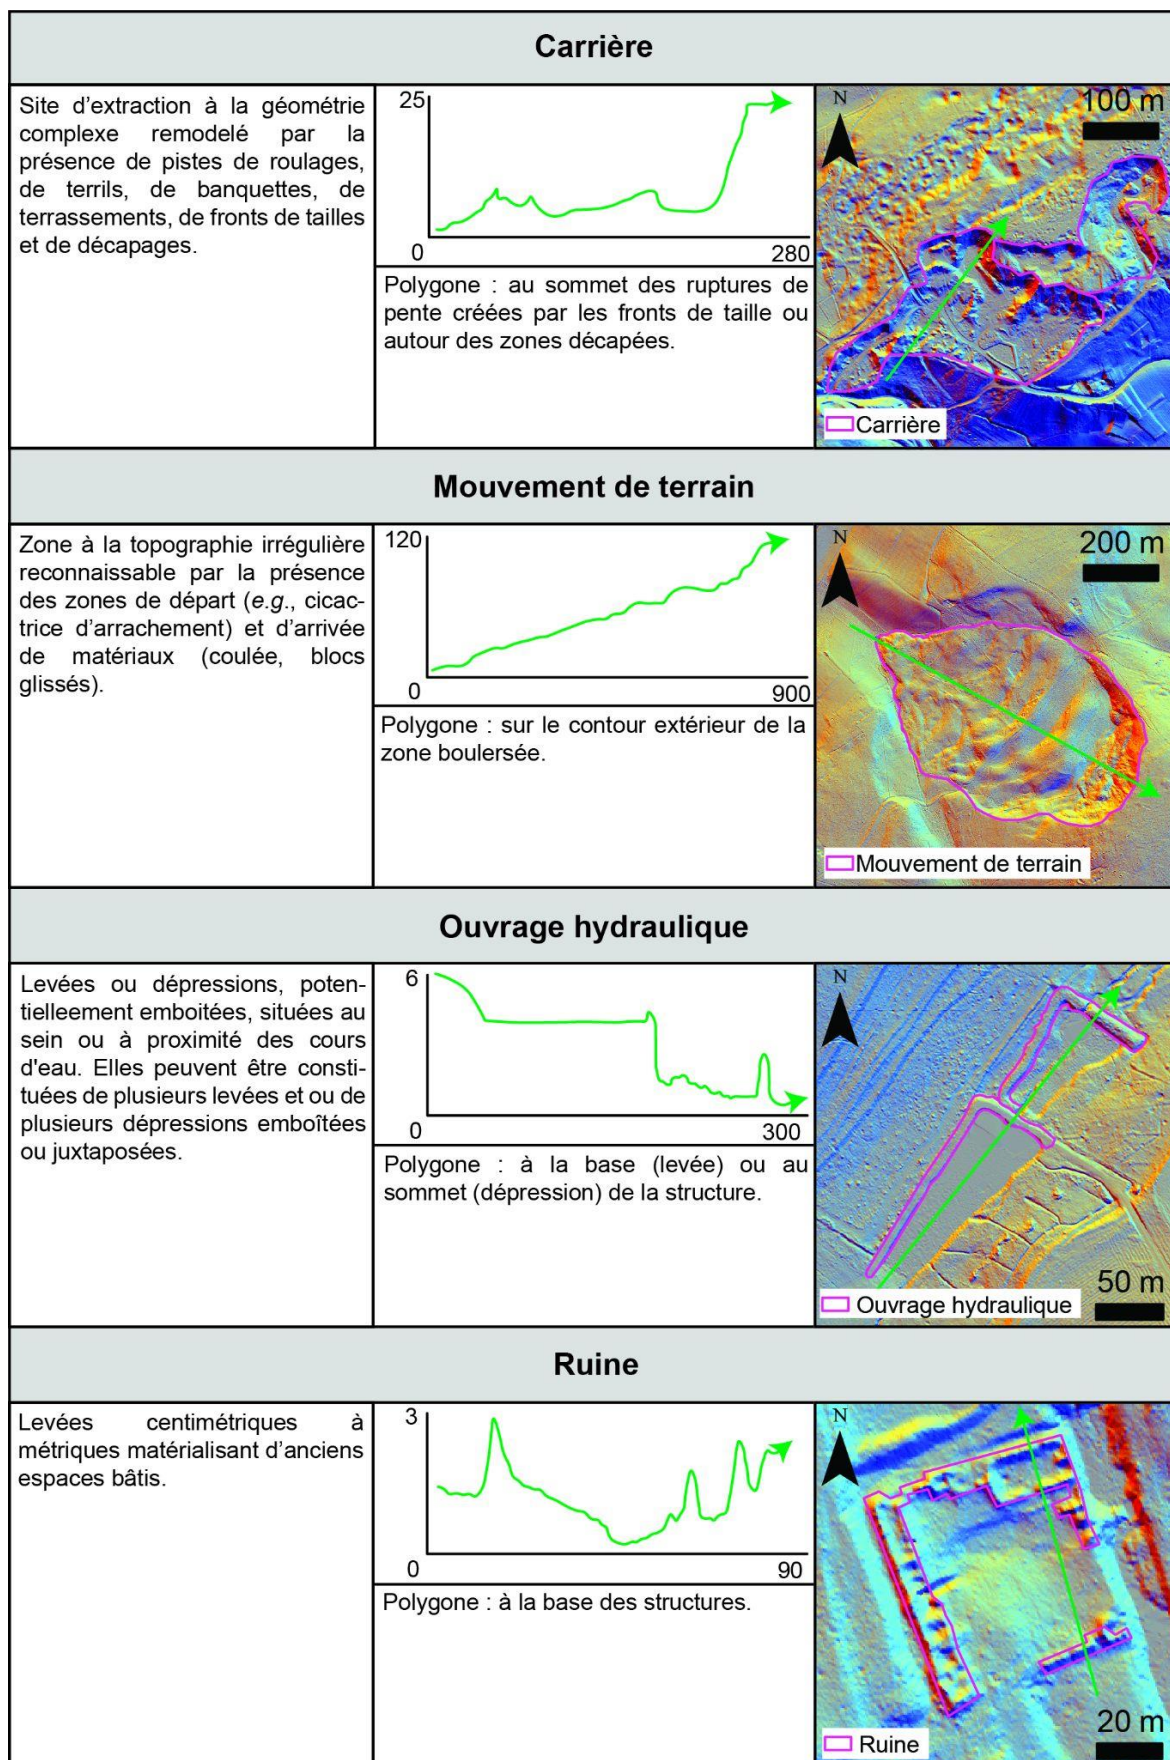 Carrière
Site d'extraction à la géométrie
complexe remodelé par la
présence de pistes de roulages,
de terrils, de banquettes, de
terrassements, de fronts de tailles
et de décapages.
25
0
280
Polygone : au sommet des ruptures de
pente créées par les fronts de taille ou
autour des zones décapées.
N
100 m
Carrière
Mouvement de terrain
Zone à la topographie irrégulière
reconnaissable par la présence
des zones de départ (e.g., cicac-
trice d'arrachement) et d'arrivée
de matériaux (coulée, blocs
glissés).
120
0
900
Polygone : sur le contour extérieur de la
zone boulersée.
N
200 m
Mouvement de terrain
Ouvrage hydraulique
Levées ou dépressions, poten-
tielleement emboitées, situées au
sein ou à proximité des cours
d'eau. Elles peuvent être consti-
tuées de plusieurs levées et ou de
plusieurs dépressions emboîtées
ou juxtaposées.
6
0
300
Polygone : à la base (levée) ou au
sommet (dépression) de la structure.
N
Ouvrage hydraulique
50 m
Ruine
Levées centimétriques à
métriques matérialisant d'anciens
espaces bâtis.
3
0
90
Polygone : à la base des structures.
N
Ruine
20 m